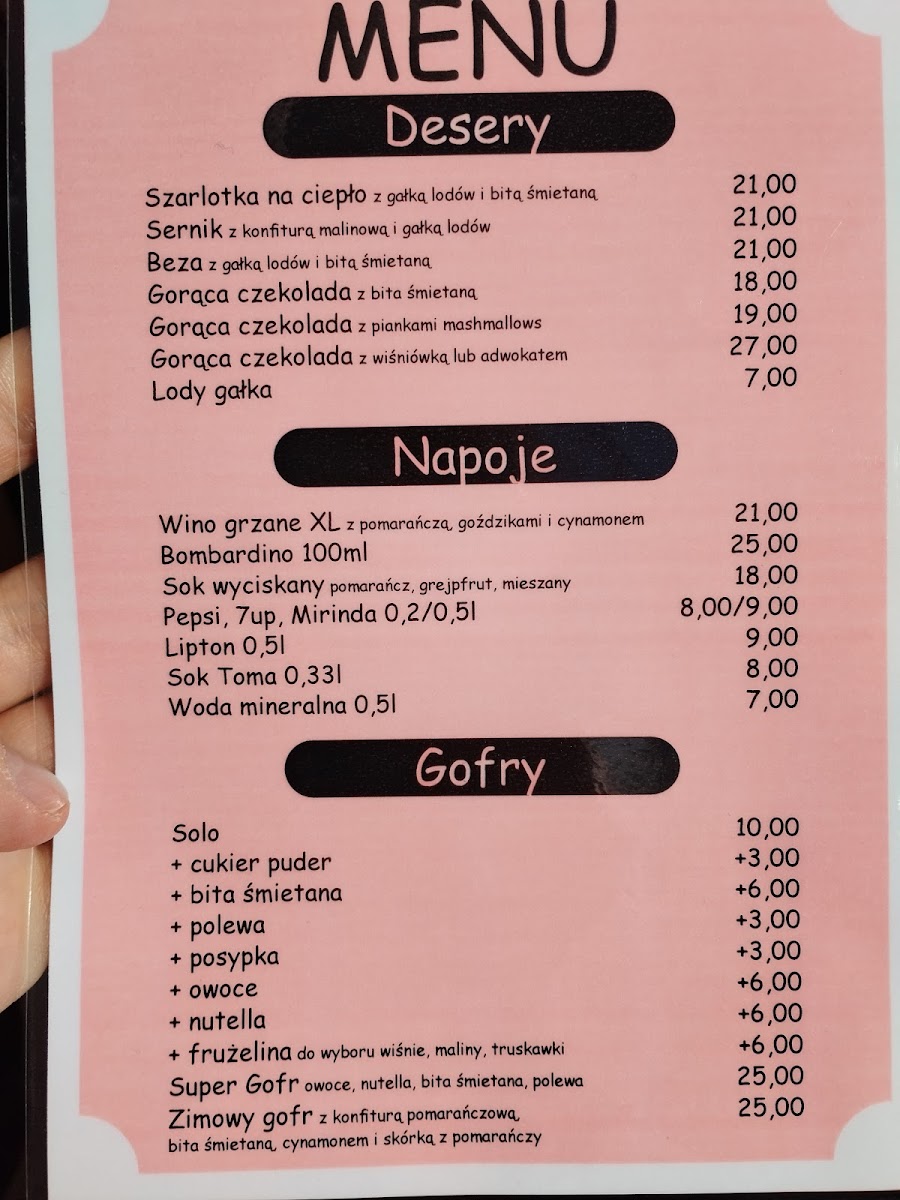 MENU
Desery
Szarlotka na ciepło z gałką lodów i bitą śmietaną 21,00
Sernik z konfiturą malinową i gałką lodów 21,00
Beza z gałką lodów i bitą śmietaną 21,00
Gorąca czekolada z bita śmietaną 18,00
Gorąca czekolada z piankami mashmallows 19,00
Gorąca czekolada z wiśniówką lub adwokatem 27,00
Lody gałka 7,00
Napoje
Wino grzane XL z pomarańczą, goździkami i cynamonem 21,00
Bombardino 100ml 25,00
Sok wyciskany pomarańcz, grejpfrut, mieszany 18,00
Pepsi, 7up, Mirinda 0,2/0,5l 8,00/9,00
Lipton 0,5l 9,00
Sok Toma 0,33l 8,00
Woda mineralna 0,5l 7,00
Gofry
Solo 10,00
+ cukier puder +3,00
+ bita śmietana +6,00
+ polewa +3,00
+ posypka +3,00
+ owoce +6,00
+ nutella +6,00
+ frużelina do wyboru wiśnie, maliny, truskawki +6,00
Super Gofr owoce, nutella, bita śmietana, polewa 25,00
Zimowy gofr z konfiturą pomarańczową, 25,00
bita śmietaną, cynamonem i skórką z pomarańczy